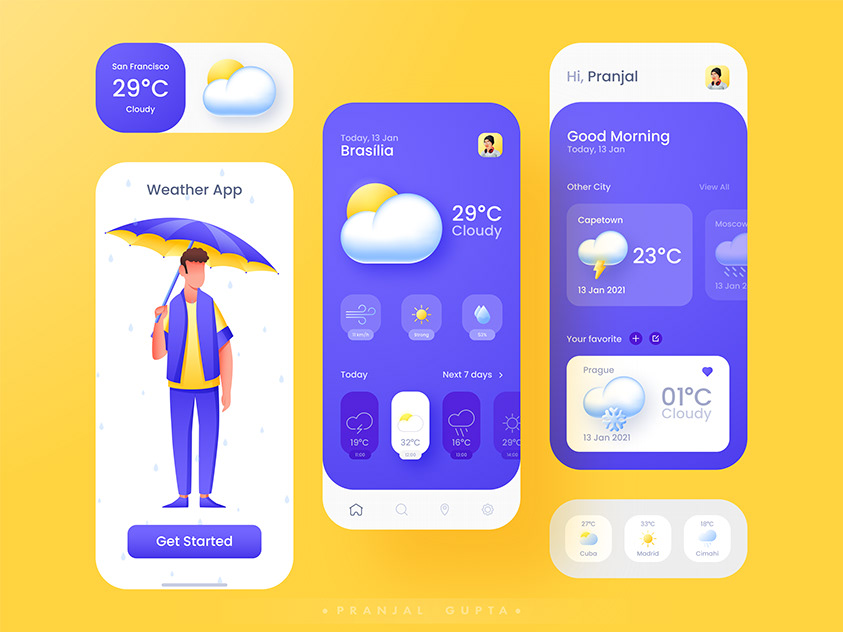 San Francisco
29°C
Cloudy
Weather App
Get Started
Today, 13 Jan
Brasília
29°C
Cloudy
11 km/h
Strong
Today
Next 7 days
19°C
32°C
16°C
29°C
11:00
12:00
13:00
14:00
Hi, Pranjal
Good Morning
Today, 13 Jan
Other City
View All
Capetown
23°C
13 Jan 2021
Moscow
13 Jan 2
Your favorite
Prague
01°C
Cloudy
13 Jan 2021
27°C
33°C
18°C
Cuba
Madrid
Cimahi
PRANJAL GUPTA